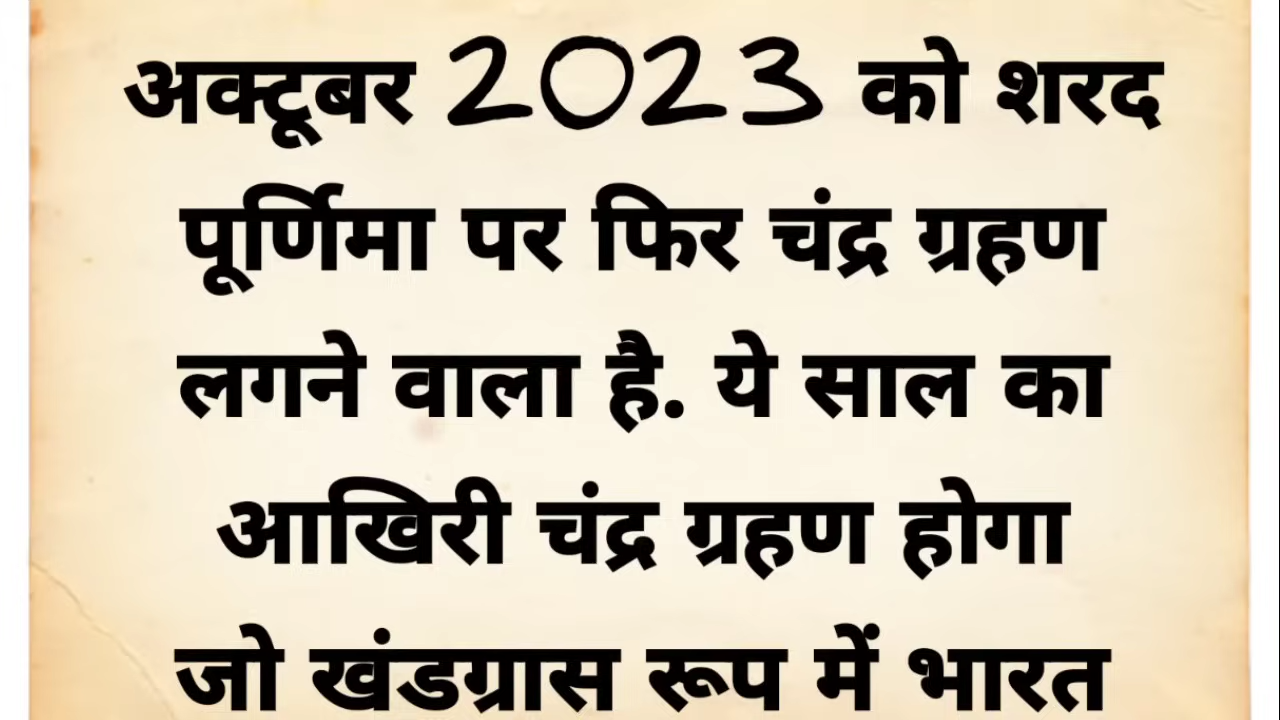 अक्टूबर 2023 को शरद
पूर्णिमा पर फिर चंद्र ग्रहण
लगने वाला है. ये साल का
आखिरी चंद्र ग्रहण होगा
जो खंडग्रास रूप में भारत